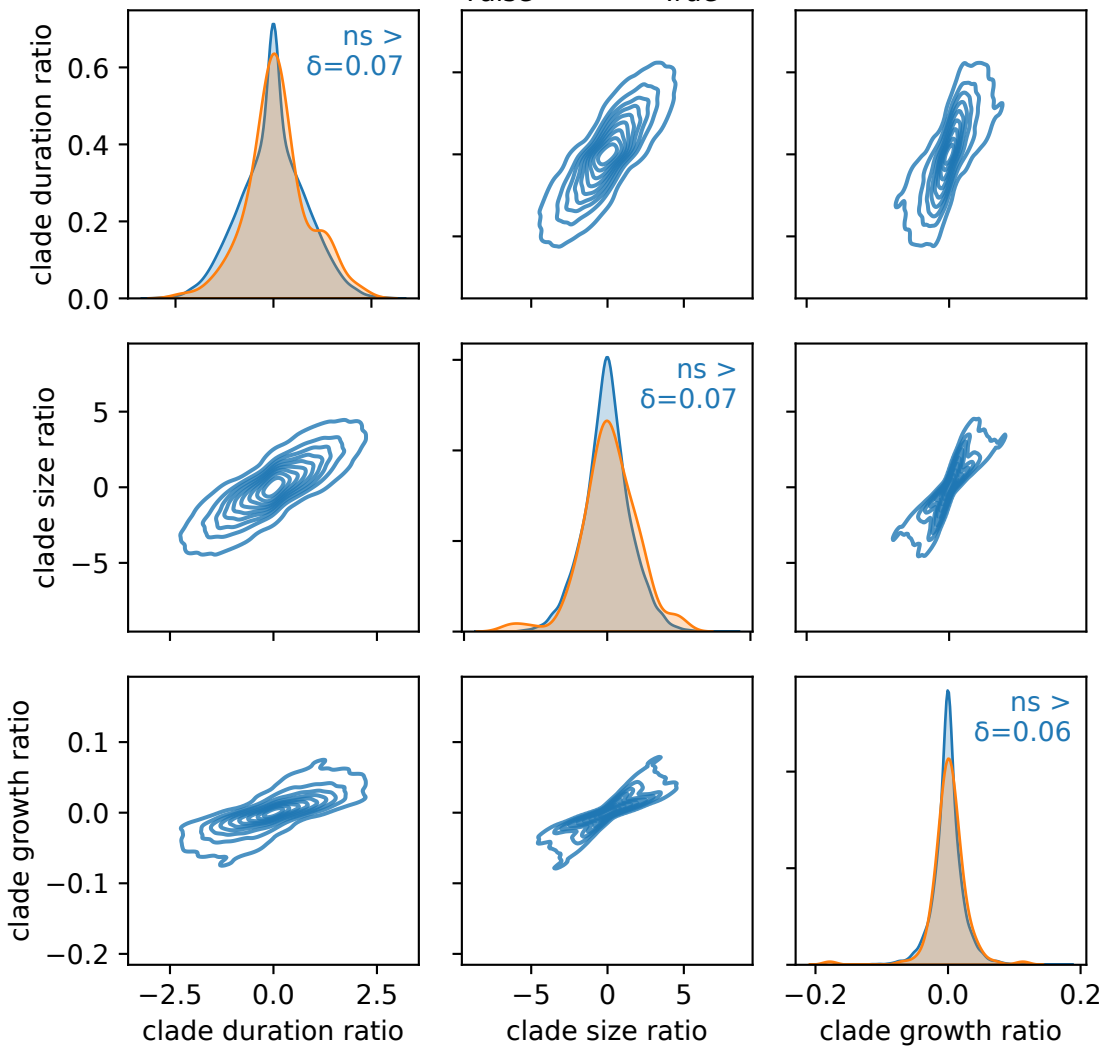 clade duration ratio
0.6
0.4
0.2
0.0
ns >
δ=0.07
clade size ratio
5
0
−5
ns >
δ=0.07
clade growth ratio
0.1
0.0
−0.1
−0.2
ns >
δ=0.06
−2.5 0.0 2.5
−5 0 5
−0.2 0.0 0.2
clade duration ratio
clade size ratio
clade growth ratio